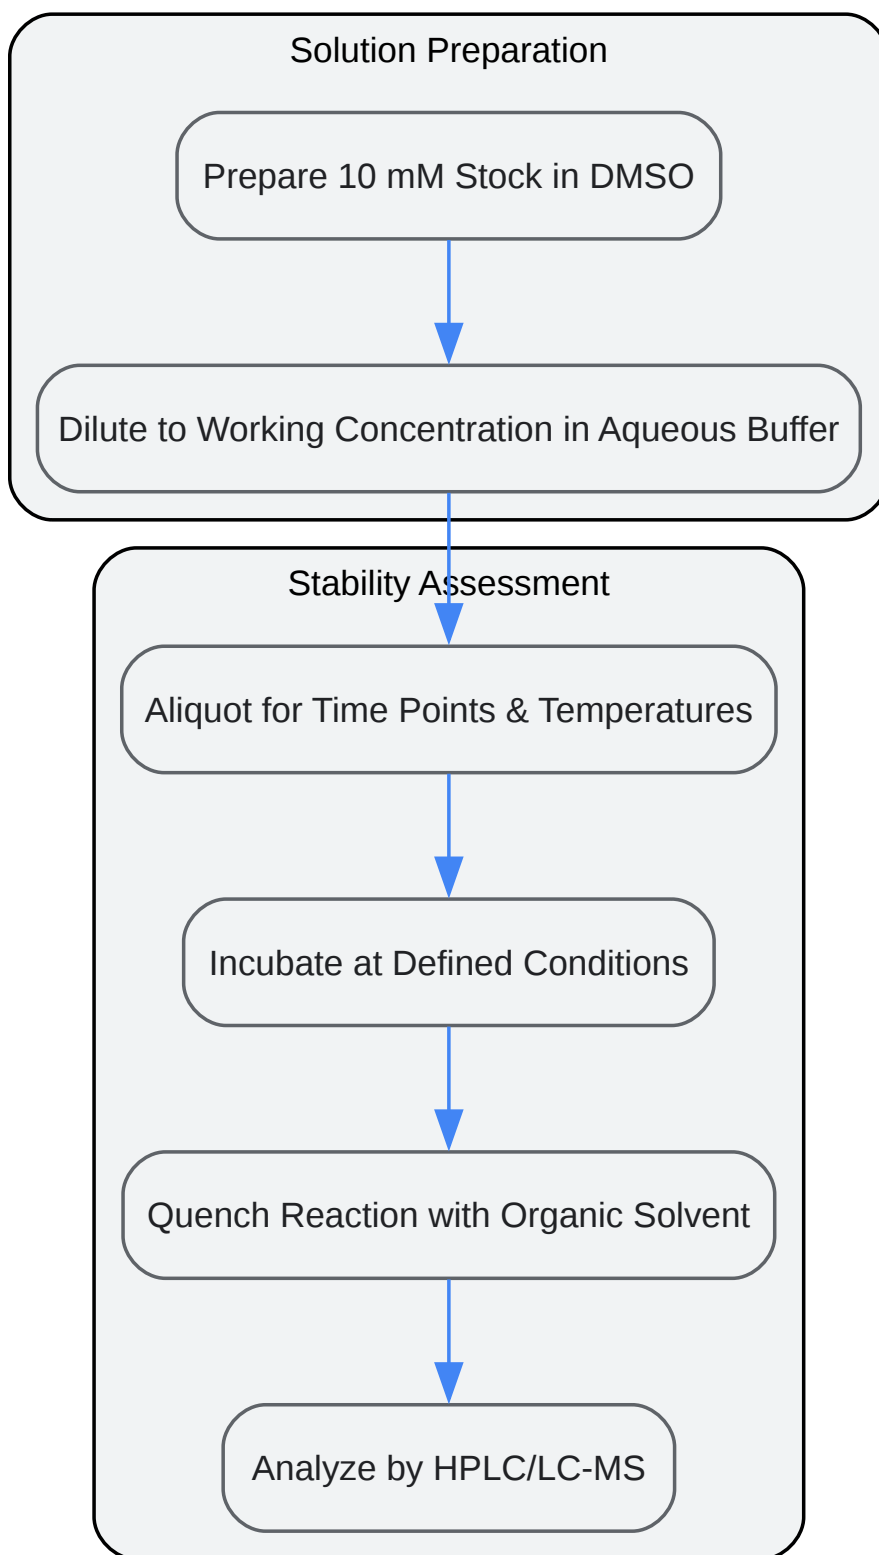 Solution Preparation
Prepare 10 mM Stock in DMSO
Dilute to Working Concentration in Aqueous Buffer
Stability Assessment
Aliquot for Time Points & Temperatures
Incubate at Defined Conditions
Quench Reaction with Organic Solvent
Analyze by HPLC/LC-MS